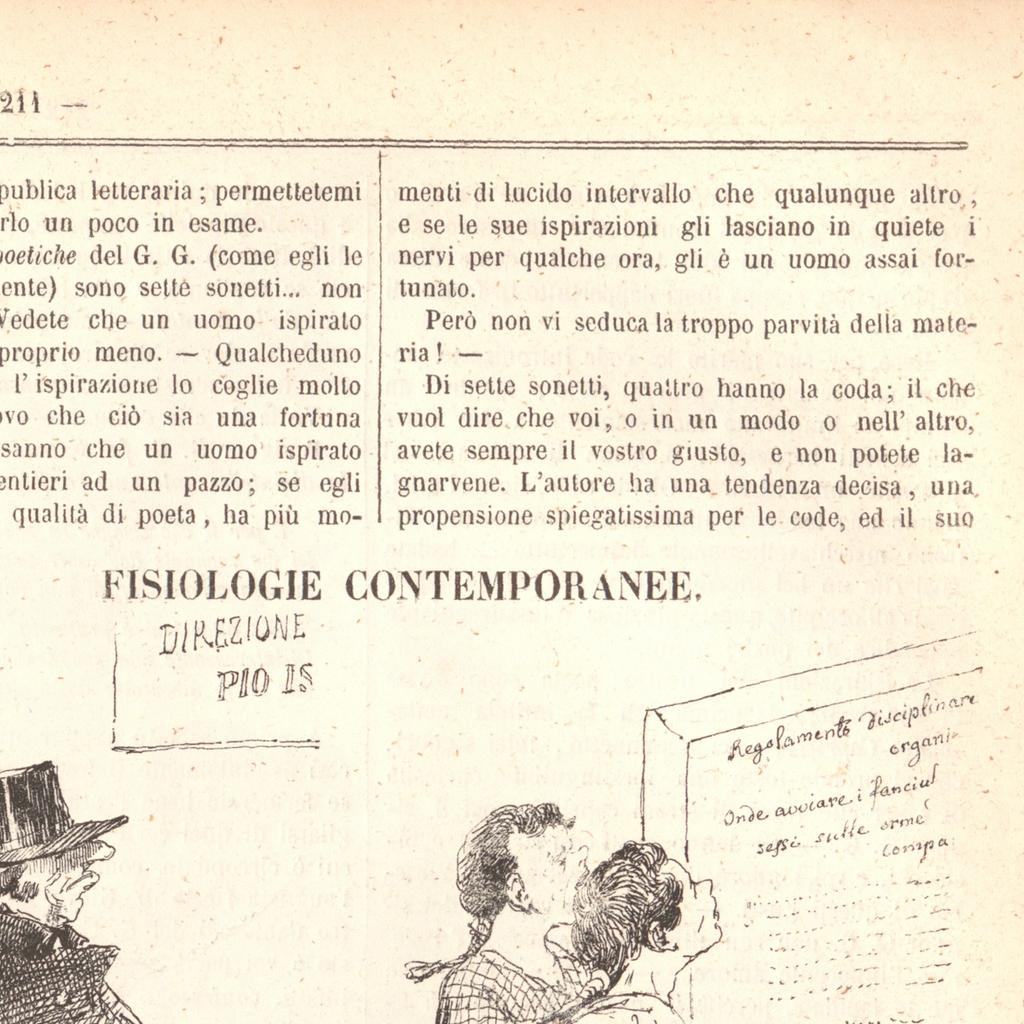 211 —
publica letteraria ; permettetemi
rlo un poco in esame.
poetiche del G. G. (come egli le
ente) sono sette sonetti... non
Vedete che un uomo ispirato
proprio meno. — Qualcheduno
l' ispirazione lo coglie molto
ovo che ciò sia una fortuna
sanno che un uomo ispirato
entieri ad un pazzo; se egli
qualità di poeta, ha più mo-
menti di lucido intervallo che qualunque altro,
e se le sue ispirazioni gli lasciano in quiete i
nervi per qualche ora, gli è un uomo assai for-
tunato.
Però non vi seduca la troppo parvità della mate-
ria! —
Di sette sonetti, quattro hanno la coda; il che
vuol dire che voi, o in un modo o nell' altro,
avete sempre il vostro giusto, e non potete la-
gnarvene. L'autore ha una tendenza decisa, una
propensione spiegatissima per le code, ed il suo
FISIOLOGIE CONTEMPORANEE.
DIREZIONE
PIO IS
Regolamento disciplinare
organi
Onde avviare i fanciul
sessi sulle orme
compa